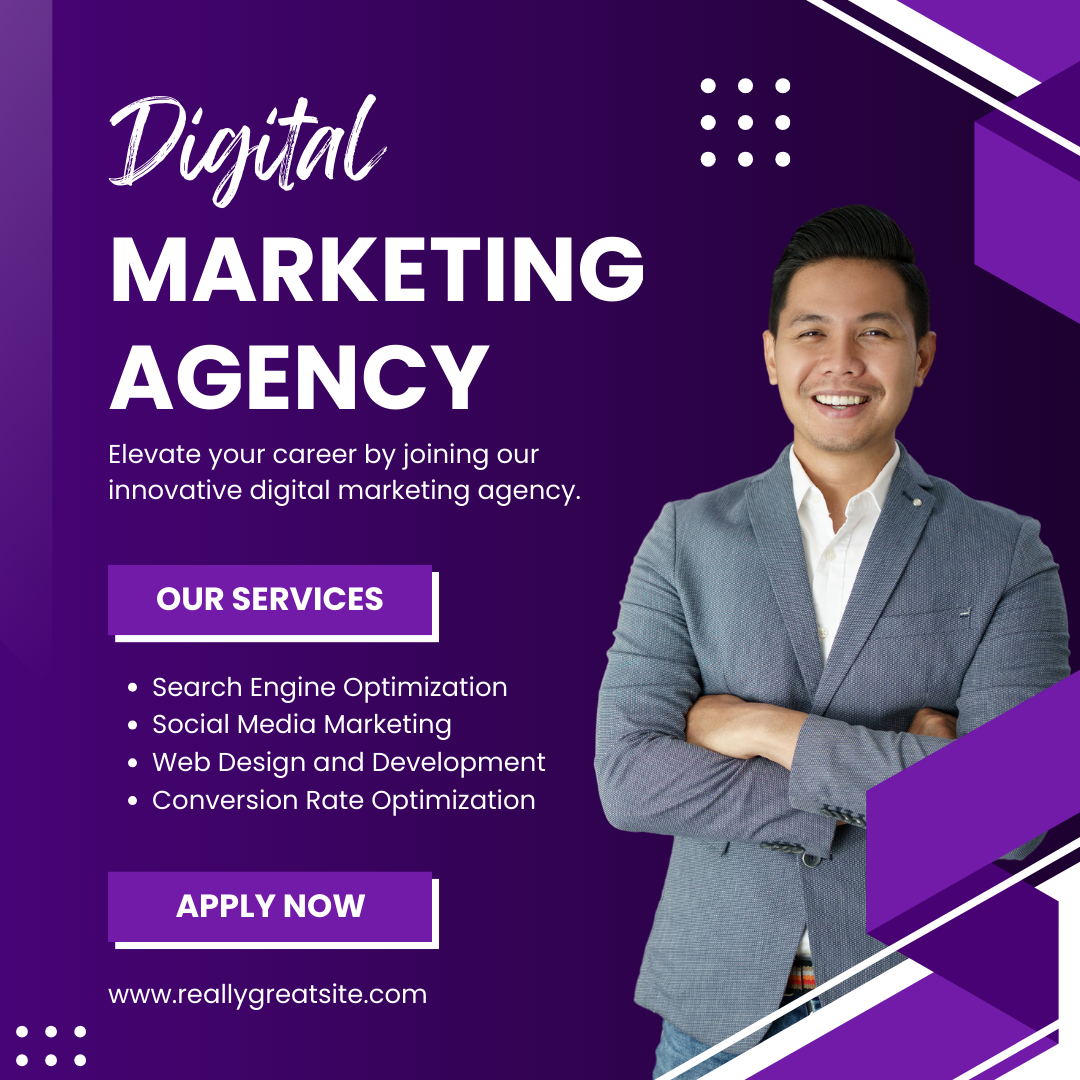 Digital
MARKETING
AGENCY
Elevate your career by joining our
innovative digital marketing agency.
OUR SERVICES
• Search Engine Optimization
• Social Media Marketing
• Web Design and Development
• Conversion Rate Optimization
APPLY NOW
www.reallygreatsite.com